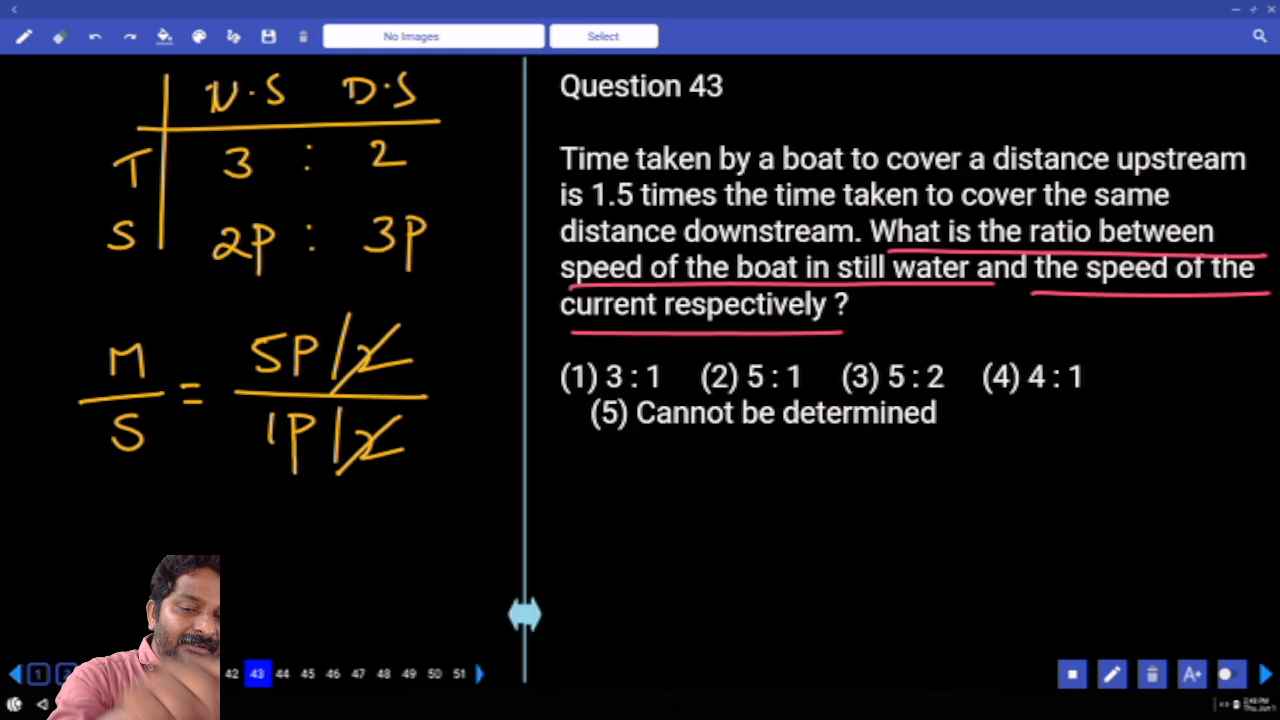 No Images
Select
U.S D.S
T 3 : 2
S 2P : 3P
M/S = 5P/2 / 1P/2
Question 43
Time taken by a boat to cover a distance upstream
is 1.5 times the time taken to cover the same
distance downstream. What is the ratio between
speed of the boat in still water and the speed of the
current respectively ?
(1) 3 : 1 (2) 5 : 1 (3) 5 : 2 (4) 4 : 1
(5) Cannot be determined
1 42 43 44 45 46 47 48 49 50 51
A+